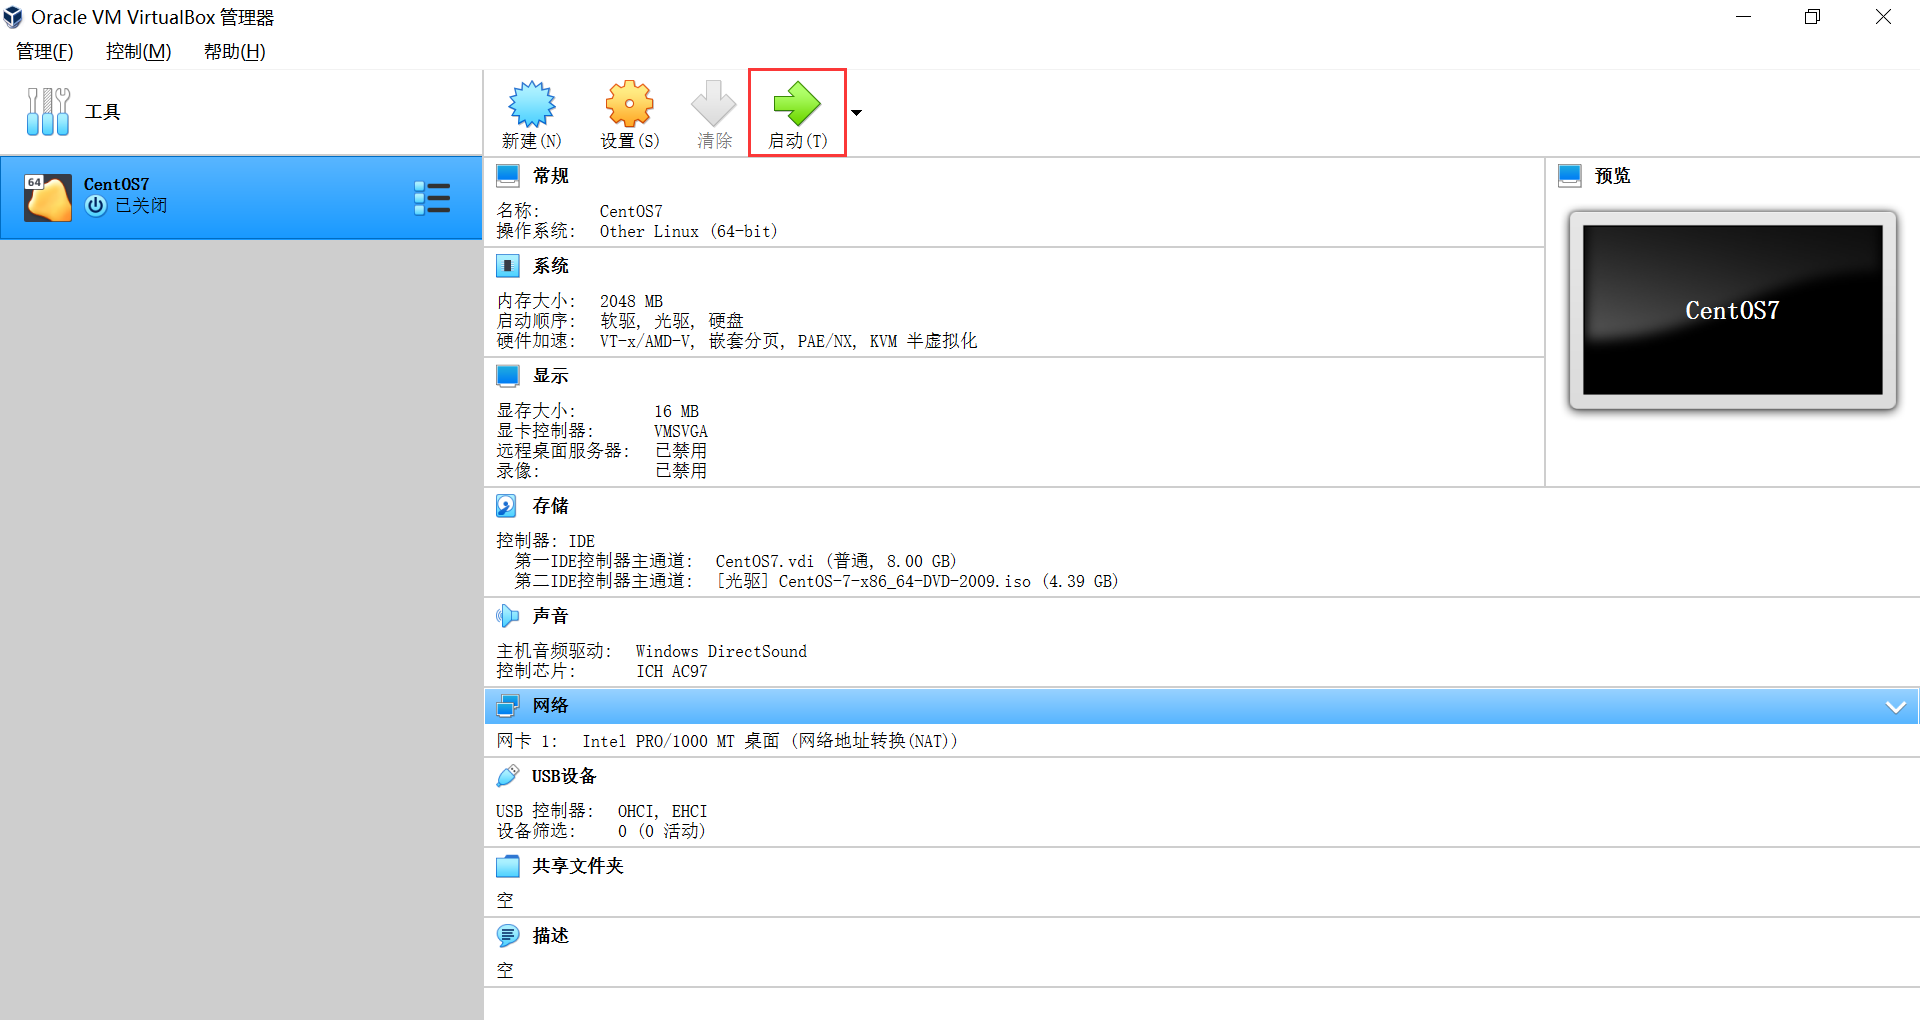 Oracle VM VirtualBox 管理器
管理(F) 控制(M) 帮助(H)
工具
新建(N) 设置(S) 清除 启动(T)
64
CentOS7
已关闭
常规
名称: CentOS7
操作系统: Other Linux (64-bit)
系统
内存大小: 2048 MB
启动顺序: 软驱, 光驱, 硬盘
硬件加速: VT-x/AMD-V, 嵌套分页, PAE/NX, KVM 半虚拟化
显示
显存大小: 16 MB
显卡控制器: VMSVGA
远程桌面服务器: 已禁用
录像: 已禁用
预览
CentOS7
存储
控制器: IDE
第一IDE控制器主通道: CentOS7.vdi (普通, 8.00 GB)
第二IDE控制器主通道: [光驱] CentOS-7-x86_64-DVD-2009.iso (4.39 GB)
声音
主机音频驱动: Windows DirectSound
控制芯片: ICH AC97
网络
网卡 1: Intel PRO/1000 MT 桌面 (网络地址转换(NAT))
USB设备
USB 控制器: OHCI, EHCI
设备筛选: 0 (0 活动)
共享文件夹
空
描述
空